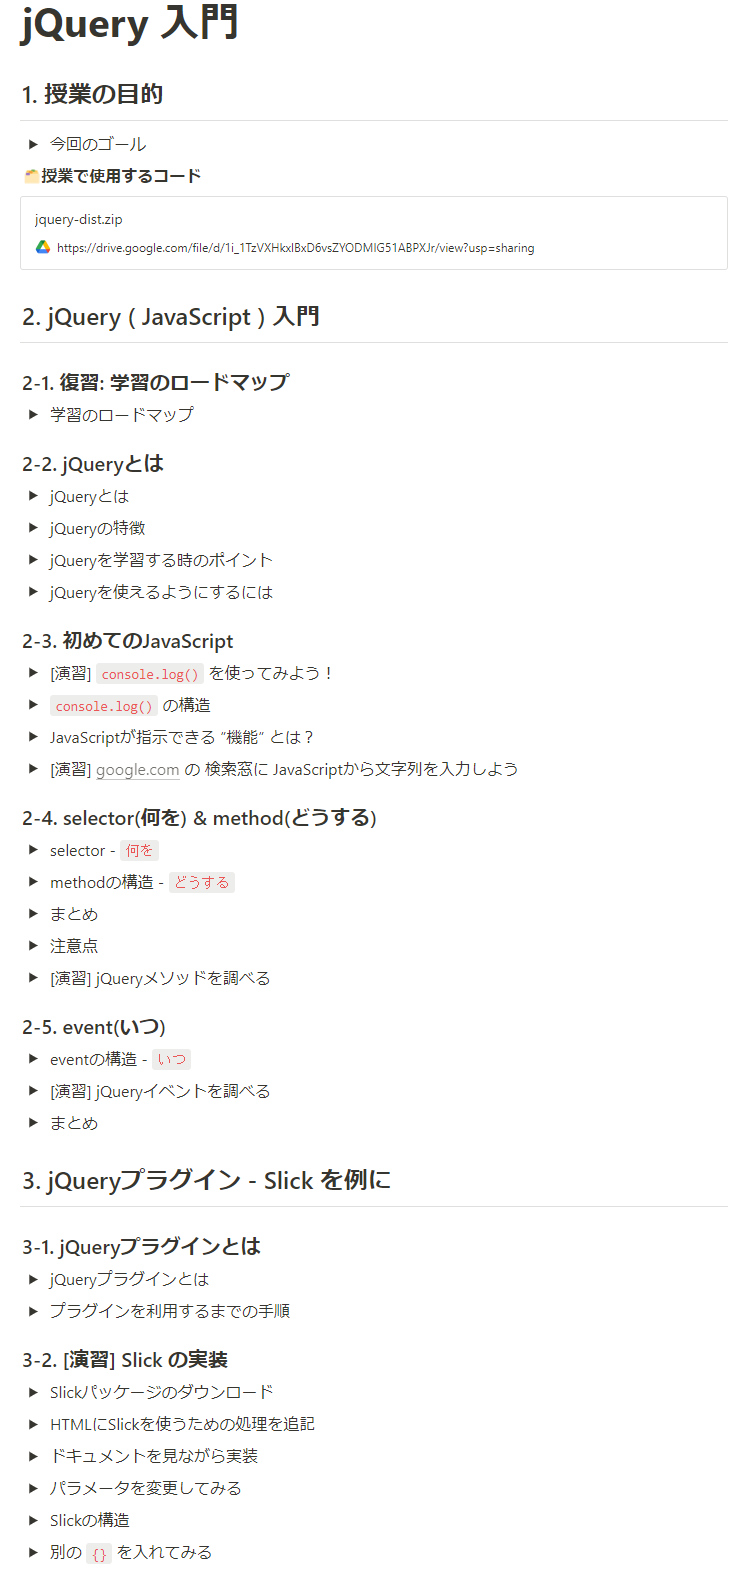 jQuery 入門
1. 授業の目的
今回のゴール
授業で使用するコード
jquery-dist.zip
https://drive.google.com/file/d/1i_1TzVXHkxlBxD6vsZYODMIG51ABPXJr/view?usp=sharing
2. jQuery ( JavaScript ) 入門
2-1. 復習: 学習のロードマップ
学習のロードマップ
2-2. jQueryとは
jQueryとは
jQueryの特徴
jQueryを学習する時のポイント
jQueryを使えるようにするには
2-3. 初めてのJavaScript
[演習] console.log() を使ってみよう！
console.log() の構造
JavaScriptが指示できる ”機能” とは？
[演習] google.com の 検索窓に JavaScriptから文字列を入力しよう
2-4. selector(何を) & method(どうする)
selector - 何を
methodの構造 - どうする
まとめ
注意点
[演習] jQueryメソッドを調べる
2-5. event(いつ)
eventの構造 - いつ
[演習] jQueryイベントを調べる
まとめ
3. jQueryプラグイン - Slick を例に
3-1. jQueryプラグインとは
jQueryプラグインとは
プラグインを利用するまでの手順
3-2. [演習] Slick の実装
Slickパッケージのダウンロード
HTMLにSlickを使うための処理を追記
ドキュメントを見ながら実装
パラメータを変更してみる
Slickの構造
別の {} を入れてみる